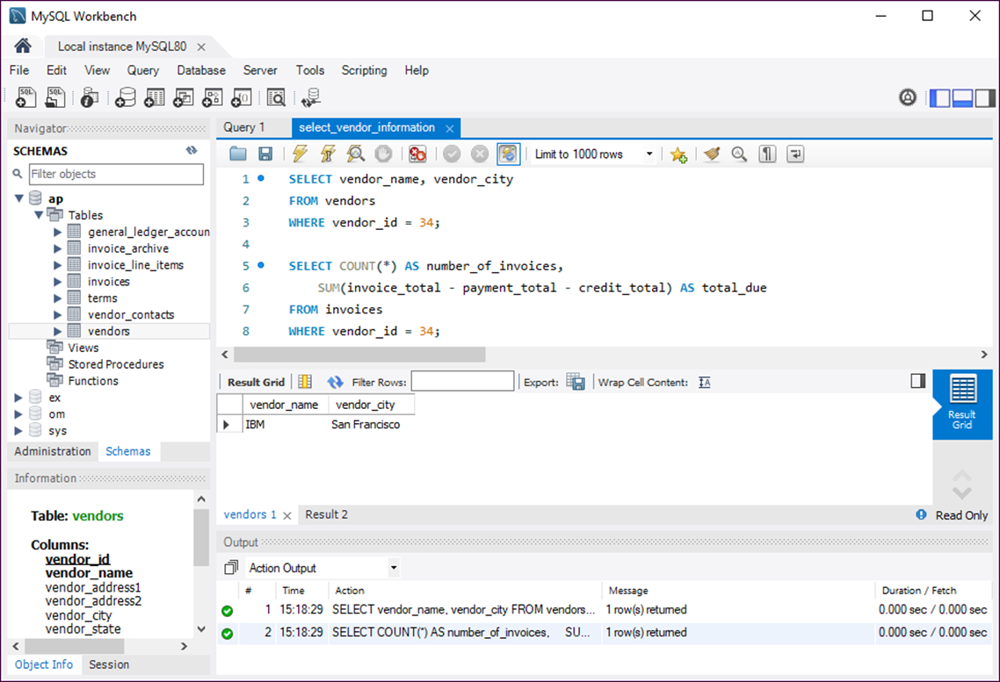 MySQL Workbench
Local instance MySQL80
File Edit View Query Database Server Tools Scripting Help
Navigator
SCHEMAS
Filter objects
ap
Tables
general_ledger_accoun
invoice_archive
invoice_line_items
invoices
terms
vendor_contacts
vendors
Views
Stored Procedures
Functions
ex
om
sys
Administration Schemas
Information
Table: vendors
Columns:
vendor_id
vendor_name
vendor_address1
vendor_address2
vendor_city
vendor_state
Object Info Session
Query 1 select_vendor_information
Limit to 1000 rows
1 SELECT vendor_name, vendor_city
2 FROM vendors
3 WHERE vendor_id = 34;
4
5 SELECT COUNT(*) AS number_of_invoices,
6 SUM(invoice_total - payment_total - credit_total) AS total_due
7 FROM invoices
8 WHERE vendor_id = 34;
Result Grid Filter Rows: Export: Wrap Cell Content:
vendor_name vendor_city
IBM San Francisco
Result
Grid
vendors 1 Result 2 Read Only
Output
Action Output
# Time Action Message Duration / Fetch
1 15:18:29 SELECT vendor_name, vendor_city FROM vendors... 1 row(s) returned 0.000 sec / 0.000 sec
2 15:18:29 SELECT COUNT(*) AS number_of_invoices, SU... 1 row(s) returned 0.000 sec / 0.000 sec